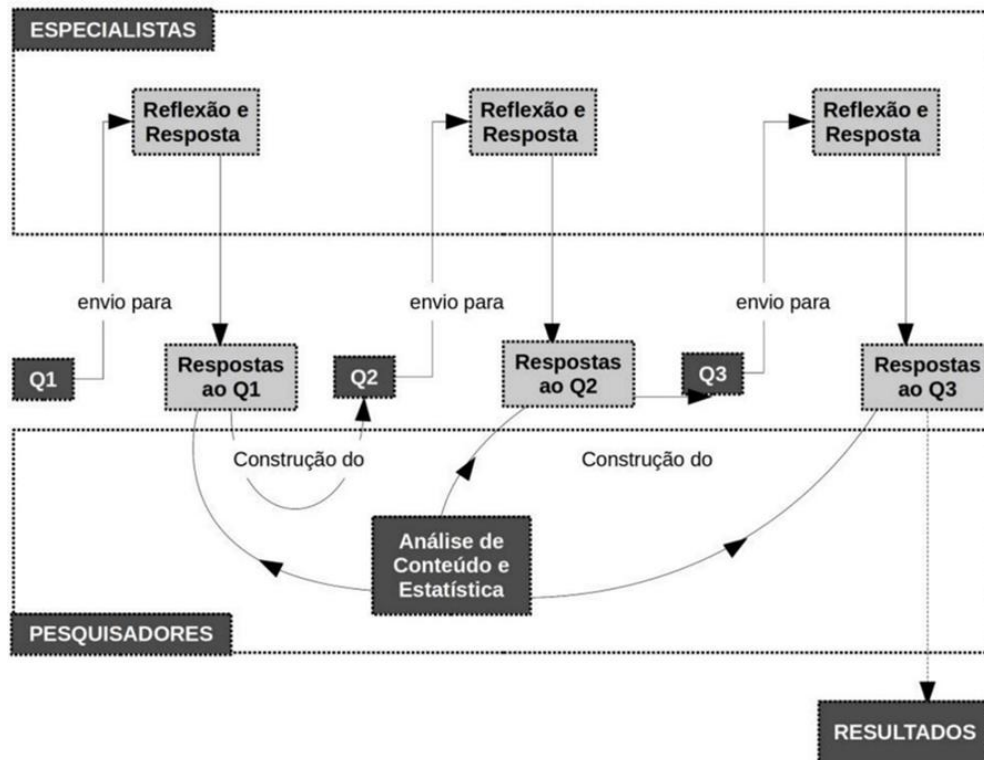 ESPECIALISTAS
Reflexão e
Resposta
Reflexão e
Resposta
Reflexão e
Resposta
envio para
envio para
envio para
Q1
Respostas
ao Q1
Q2
Respostas
ao Q2
Q3
Respostas
ao Q3
Construção do
Construção do
Análise de
Conteúdo e
Estatística
PESQUISADORES
RESULTADOS